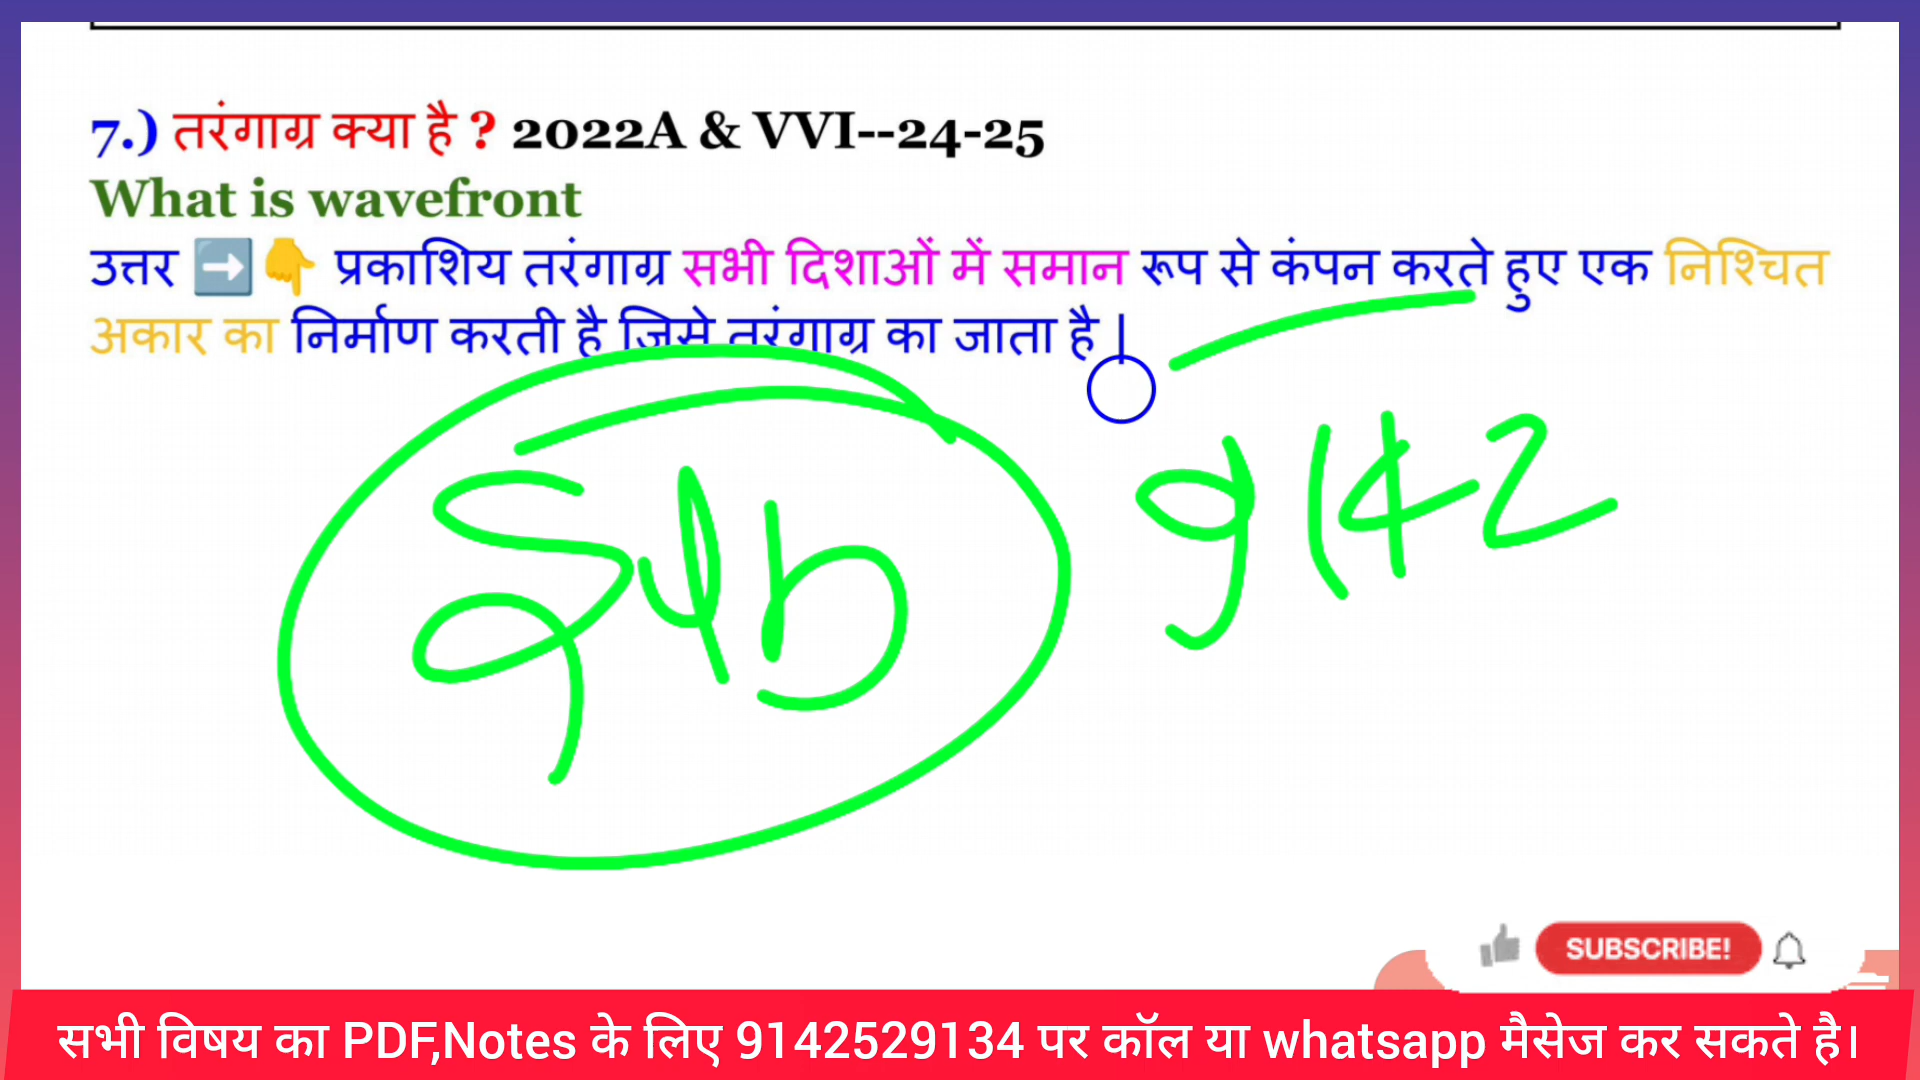 7.) तरंगाग्र क्या है ? 2022A & VVI--24-25
What is wavefront
उत्तर ➡️👇 प्रकाशिय तरंगाग्र सभी दिशाओं में समान रूप से कंपन करते हुए एक निश्चित
अकार का निर्माण करती है जिसे तरंगाग्र का जाता है |
9142
SUBSCRIBE!
सभी विषय का PDF,Notes के लिए 9142529134 पर कॉल या whatsapp मैसेज कर सकते है।